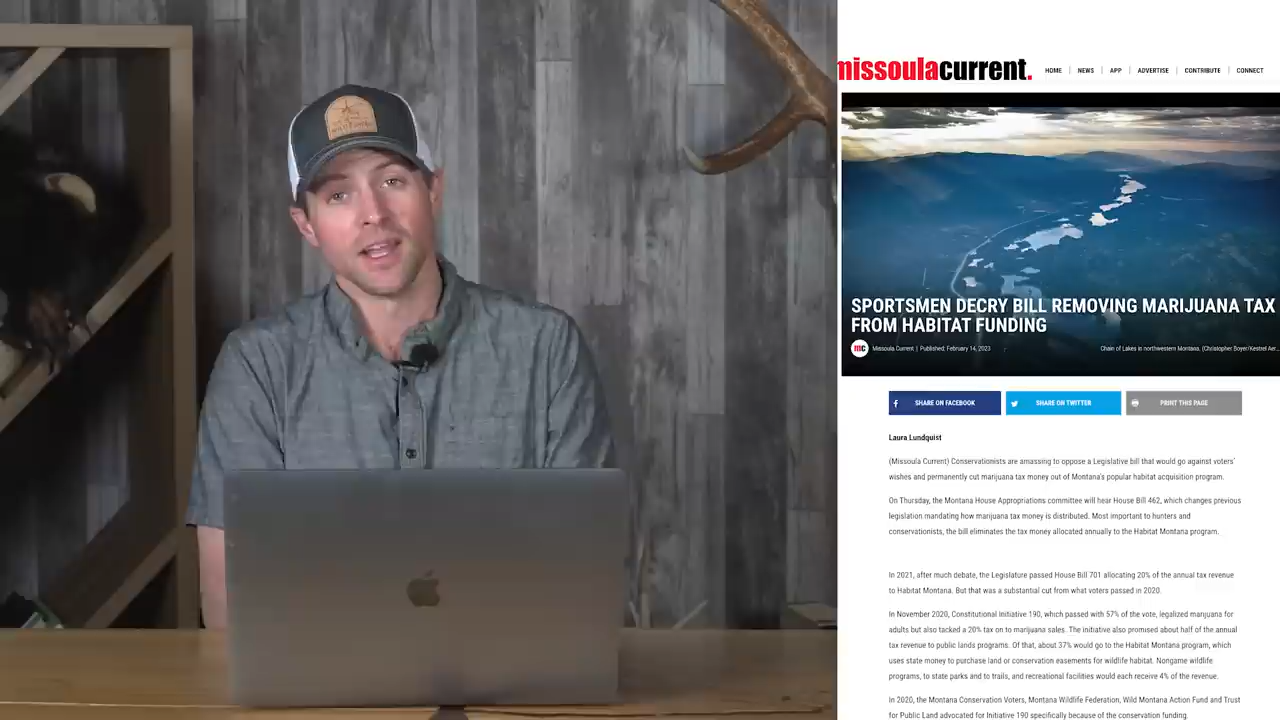 missoulacurrent.
HOME | NEWS | APP | ADVERTISE | CONTRIBUTE | CONNECT
SPORTSMEN DECRY BILL REMOVING MARIJUANA TAX
FROM HABITAT FUNDING
mc Missoula Current | Published: February 14, 2023
Chain of Lakes in northwestern Montana. (Christopher Boyer/Kestrel Aer...
SHARE ON FACEBOOK
SHARE ON TWITTER
PRINT THIS PAGE
Laura Lundquist
(Missoula Current) Conservationists are amassing to oppose a Legislative bill that would go against voters'
wishes and permanently cut marijuana tax money out of Montana's popular habitat acquisition program.
On Thursday, the Montana House Appropriations committee will hear House Bill 462, which changes previous
legislation mandating how marijuana tax money is distributed. Most important to hunters and
conservationists, the bill eliminates the tax money allocated annually to the Habitat Montana program.
In 2021, after much debate, the Legislature passed House Bill 701 allocating 20% of the annual tax revenue
to Habitat Montana. But that was a substantial cut from what voters passed in 2020.
In November 2020, Constitutional Initiative 190, which passed with 57% of the vote, legalized marijuana for
adults but also tacked a 20% tax on to marijuana sales. The initiative also promised about half of the annual
tax revenue to public lands programs. Of that, about 37% would go to the Habitat Montana program, which
uses state money to purchase land or conservation easements for wildlife habitat. Nongame wildlife
programs, to state parks and to trails, and recreational facilities would each receive 4% of the revenue.
In 2020, the Montana Conservation Voters, Montana Wildlife Federation, Wild Montana Action Fund and Trust
for Public Land advocated for Initiative 190 specifically because of the conservation funding.